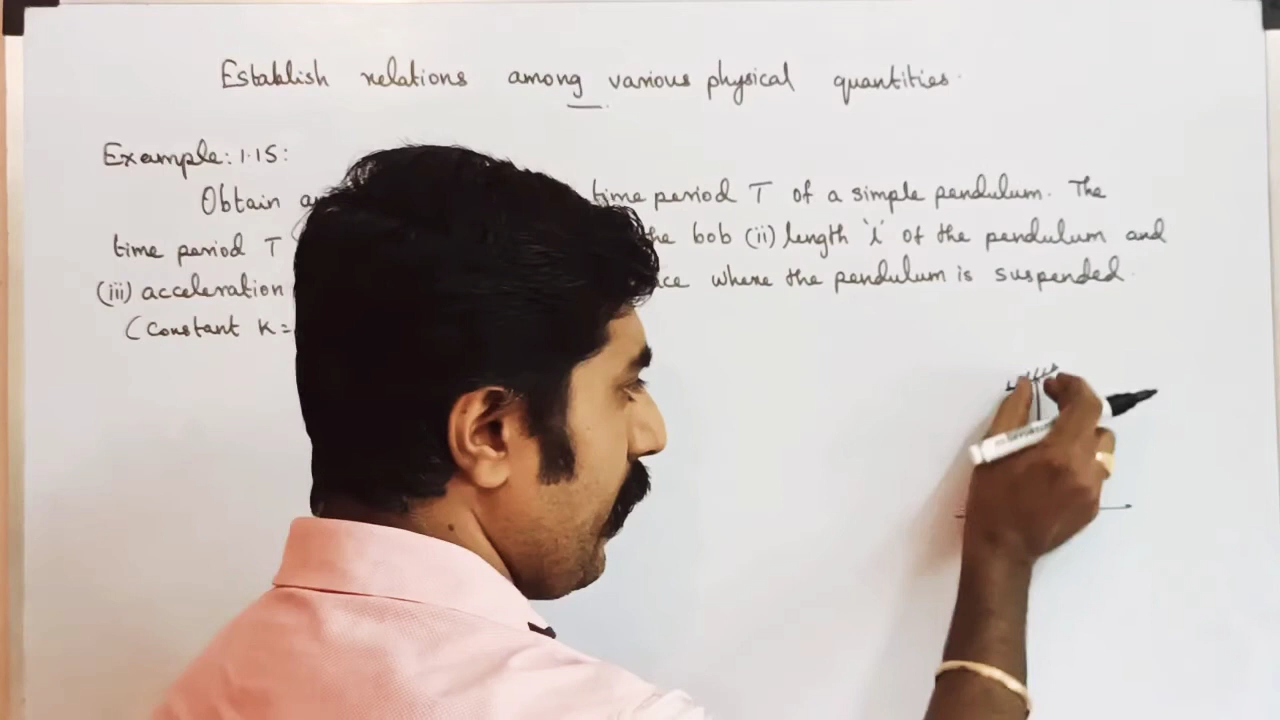 Establish relations among various physical quantities.
Example: 1.15:
Obtain time period T of a simple pendulum. The
time period T the bob (ii) length 'l' of the pendulum and
(iii) acceleration where the pendulum is suspended.
(Constant K=